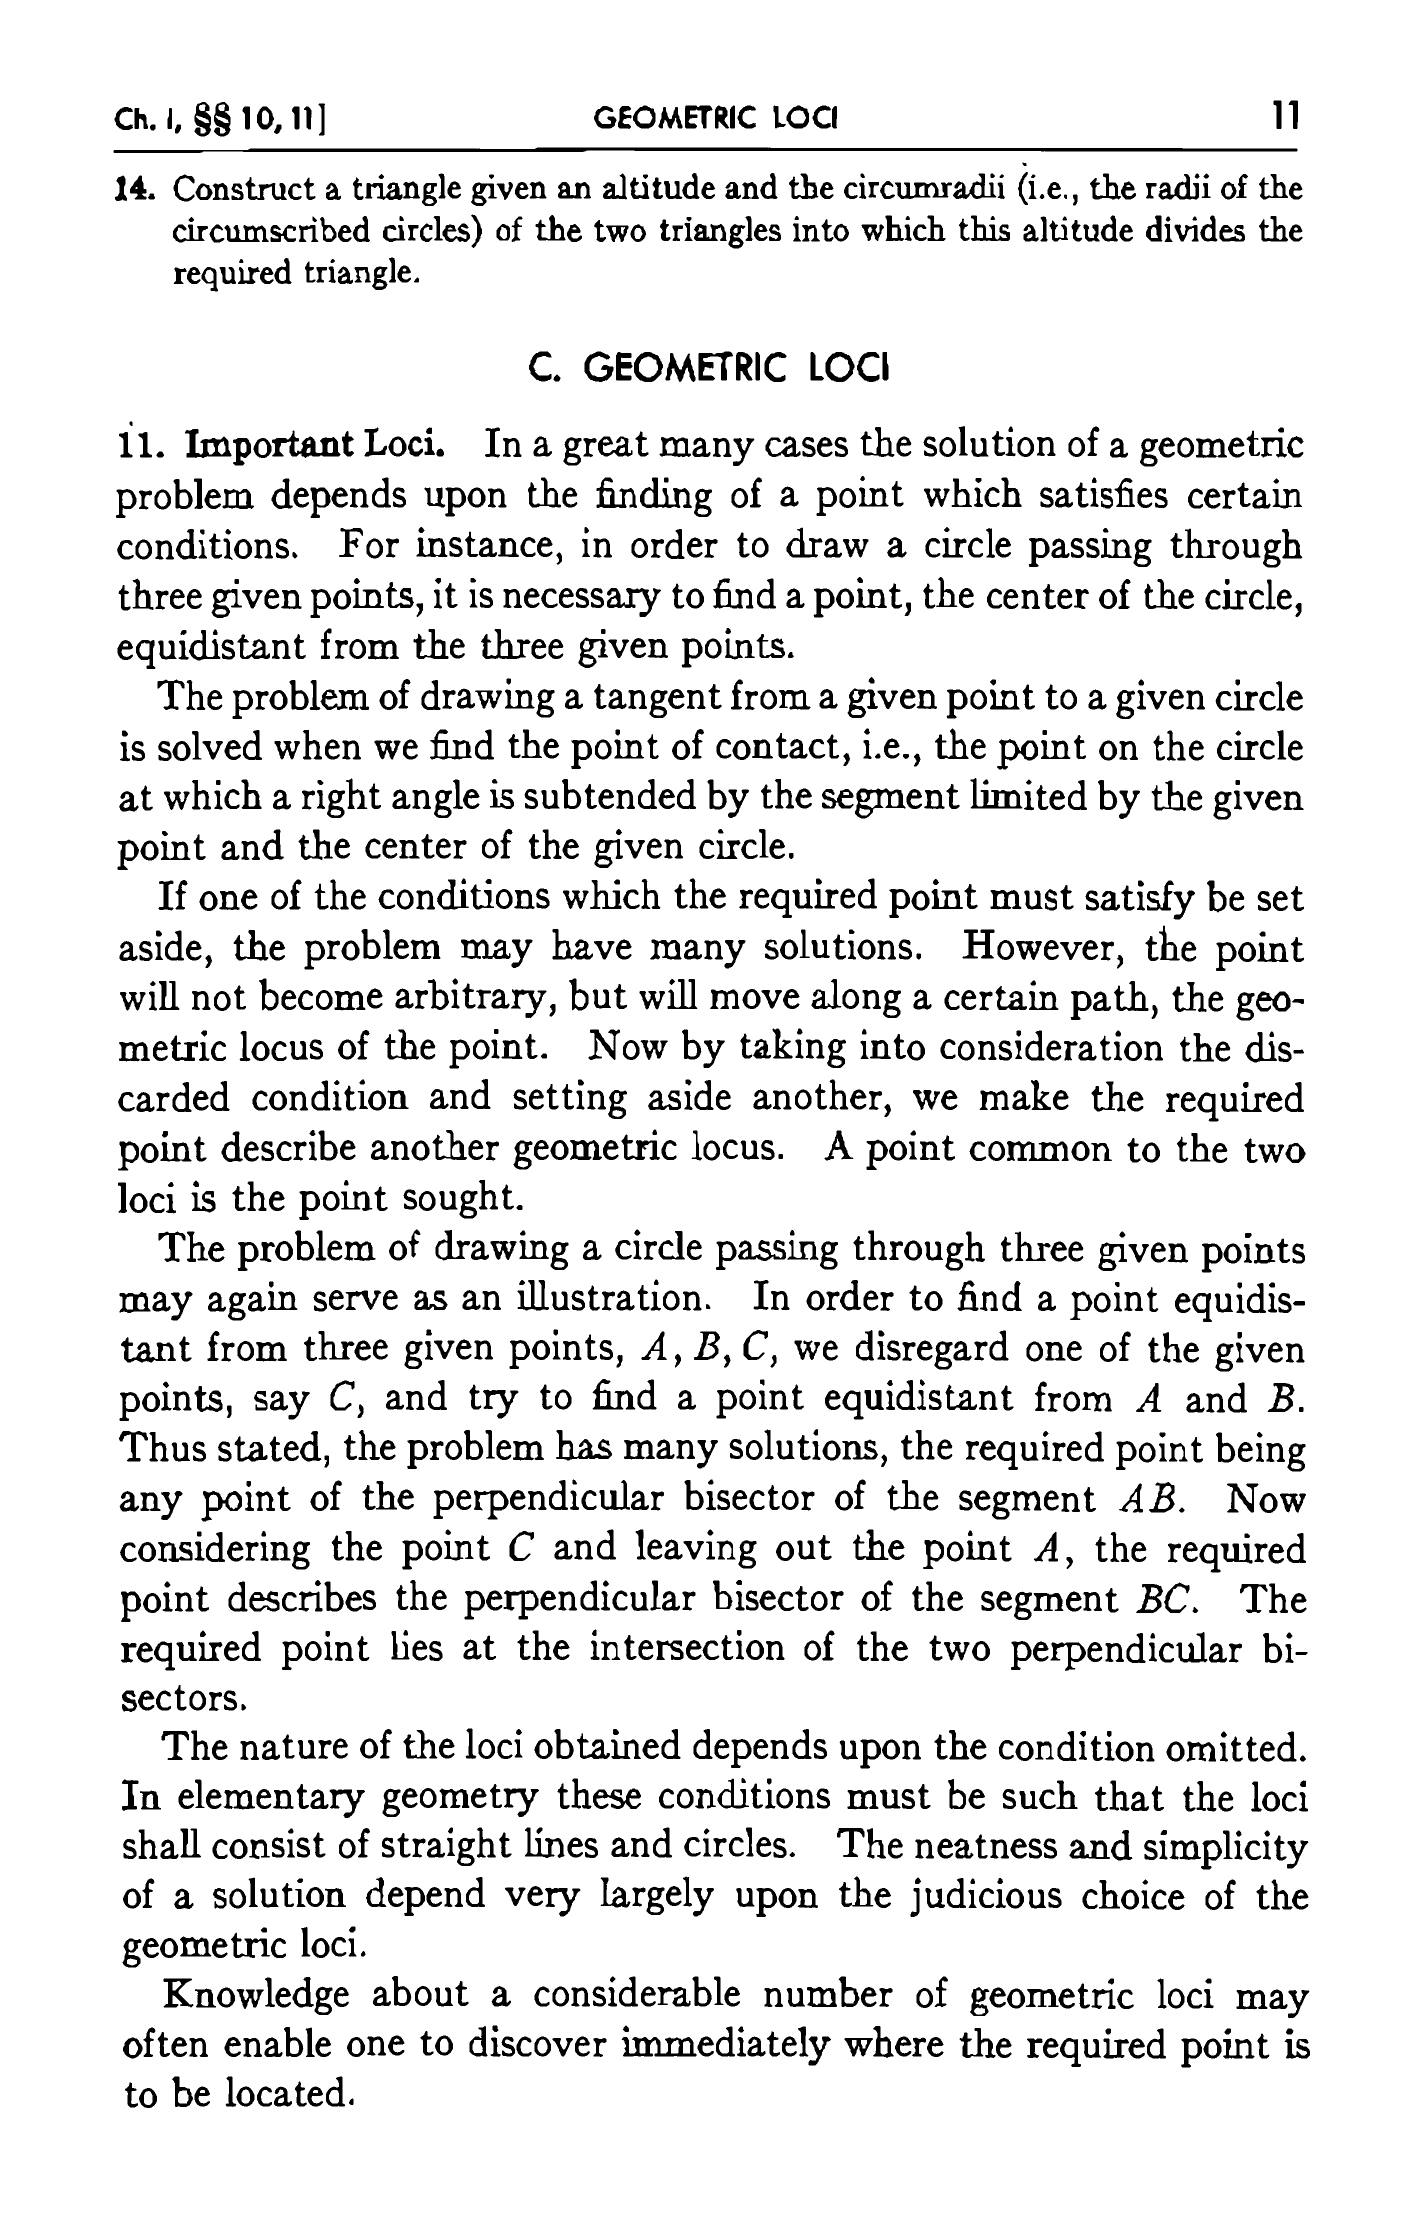 Ch. I, §§ 10, 11] GEOMETRIC LOCI 11
14. Construct a triangle given an altitude and the circumradii (i.e., the radii of the
circumscribed circles) of the two triangles into which this altitude divides the
required triangle.
C. GEOMETRIC LOCI
11. Important Loci. In a great many cases the solution of a geometric
problem depends upon the finding of a point which satisfies certain
conditions. For instance, in order to draw a circle passing through
three given points, it is necessary to find a point, the center of the circle,
equidistant from the three given points.
The problem of drawing a tangent from a given point to a given circle
is solved when we find the point of contact, i.e., the point on the circle
at which a right angle is subtended by the segment limited by the given
point and the center of the given circle.
If one of the conditions which the required point must satisfy be set
aside, the problem may have many solutions. However, the point
will not become arbitrary, but will move along a certain path, the geo-
metric locus of the point. Now by taking into consideration the dis-
carded condition and setting aside another, we make the required
point describe another geometric locus. A point common to the two
loci is the point sought.
The problem of drawing a circle passing through three given points
may again serve as an illustration. In order to find a point equidis-
tant from three given points, A, B, C, we disregard one of the given
points, say C, and try to find a point equidistant from A and B.
Thus stated, the problem has many solutions, the required point being
any point of the perpendicular bisector of the segment AB. Now
considering the point C and leaving out the point A, the required
point describes the perpendicular bisector of the segment BC. The
required point lies at the intersection of the two perpendicular bi-
sectors.
The nature of the loci obtained depends upon the condition omitted.
In elementary geometry these conditions must be such that the loci
shall consist of straight lines and circles. The neatness and simplicity
of a solution depend very largely upon the judicious choice of the
geometric loci.
Knowledge about a considerable number of geometric loci may
often enable one to discover immediately where the required point is
to be located.